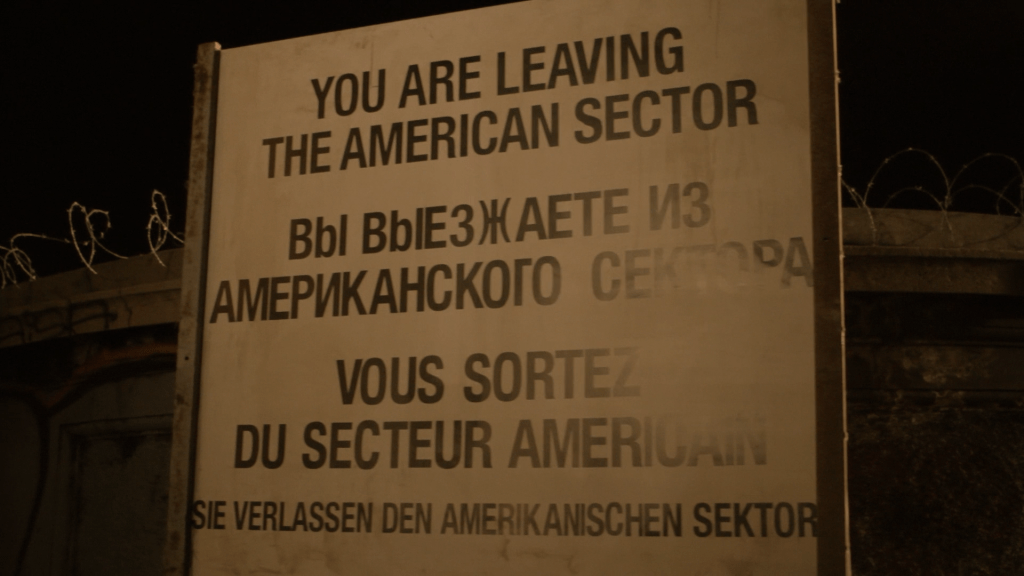 YOU ARE LEAVING
THE AMERICAN SECTOR
ВЫ ВЫЕЗЖАЕТЕ ИЗ
АМЕРИКАНСКОГО СЕКТОРА
VOUS SORTEZ
DU SECTEUR AMERICAIN
SIE VERLASSEN DEN AMERIKANISCHEN SEKTOR